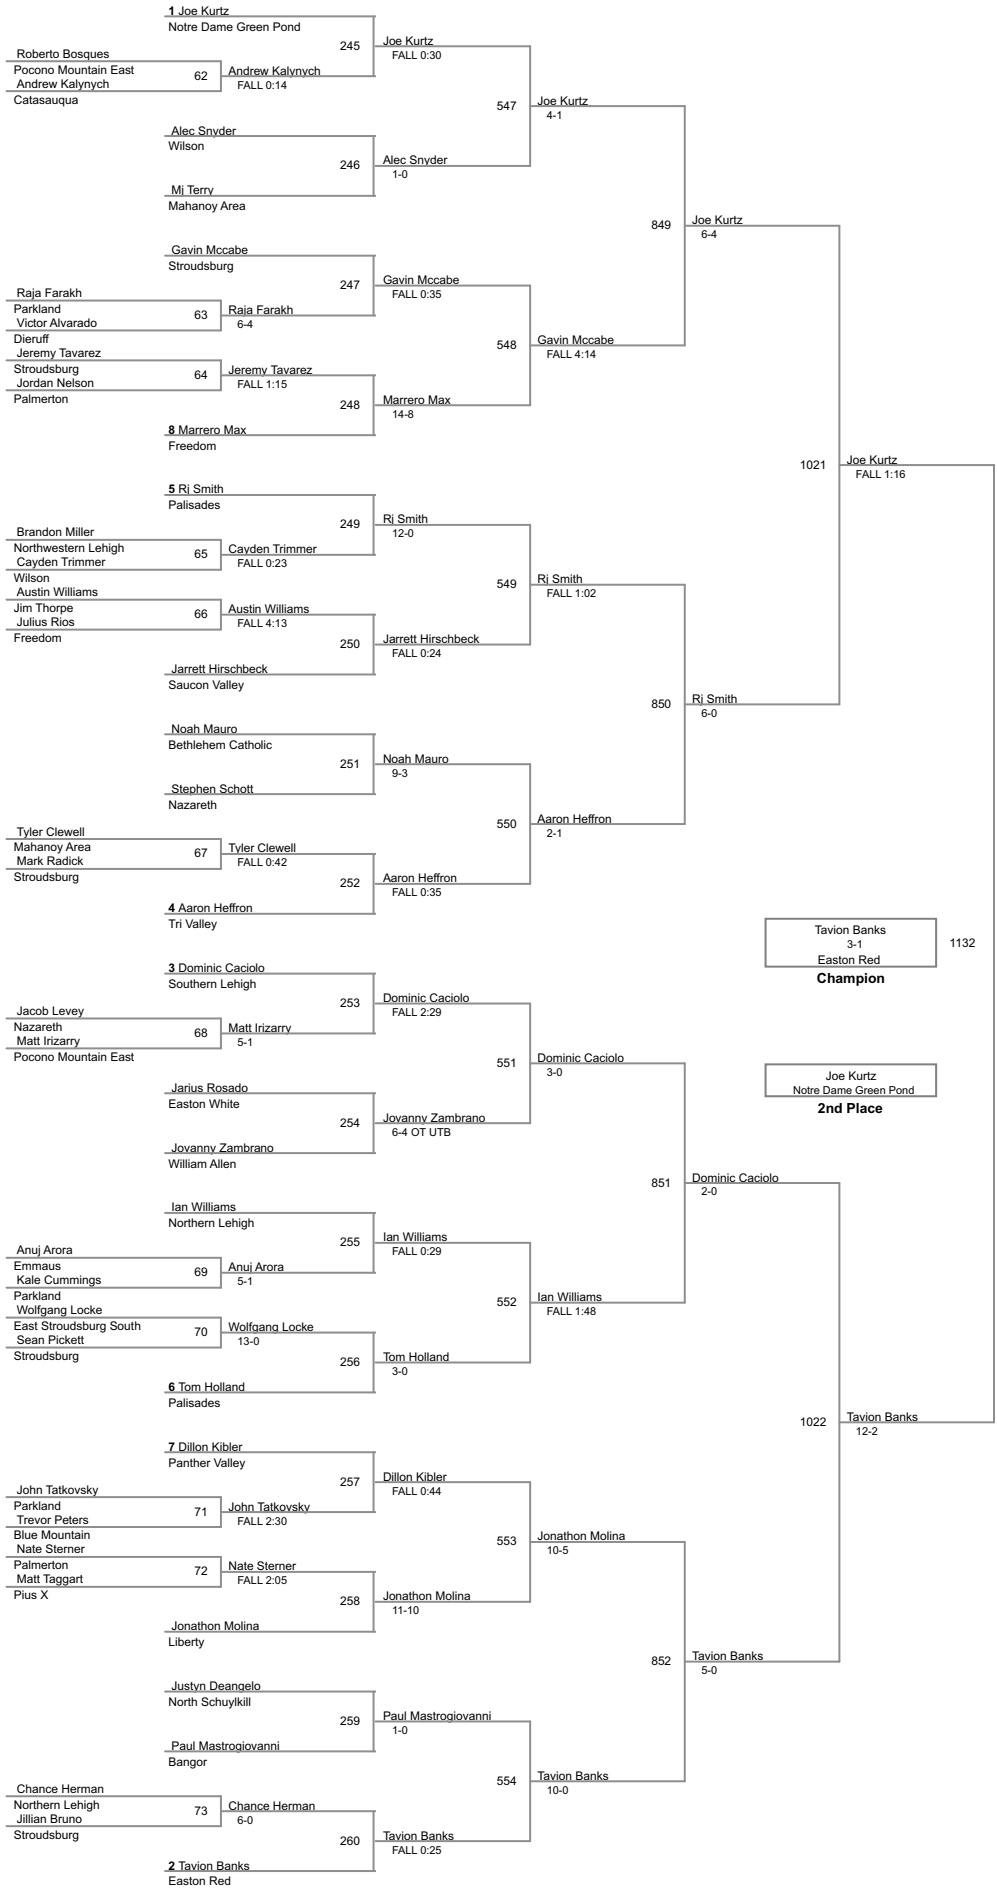 1 Joe Kurtz
Notre Dame Green Pond
245
Joe Kurtz
FALL 0:30
Roberto Bosques
Pocono Mountain East
62
Andrew Kalynych
FALL 0:14
Andrew Kalynych
Catasauqua
547
Joe Kurtz
4-1
Alec Snyder
Wilson
246
Alec Snyder
1-0
Mj Terry
Mahanoy Area
849
Joe Kurtz
6-4
Gavin Mccabe
Stroudsburg
247
Gavin Mccabe
FALL 0:35
Raja Farakh
Parkland
63
Raja Farakh
6-4
Victor Alvarado
Dieruff
548
Gavin Mccabe
FALL 4:14
Jeremy Tavarez
Stroudsburg
64
Jeremy Tavarez
FALL 1:15
Jordan Nelson
Palmerton
248
Marrero Max
14-8
8 Marrero Max
Freedom
1021
Joe Kurtz
FALL 1:16
5 Rj Smith
Palisades
249
Rj Smith
12-0
Brandon Miller
Northwestern Lehigh
65
Cayden Trimmer
FALL 0:23
Cayden Trimmer
Wilson
549
Rj Smith
FALL 1:02
Austin Williams
Jim Thorpe
66
Austin Williams
FALL 4:13
Julius Rios
Freedom
250
Jarrett Hirschbeck
FALL 0:24
Jarrett Hirschbeck
Saucon Valley
850
Rj Smith
6-0
Noah Mauro
Bethlehem Catholic
251
Noah Mauro
9-3
Stephen Schott
Nazareth
550
Aaron Heffron
2-1
Tyler Clewell
Mahanoy Area
67
Tyler Clewell
FALL 0:42
Mark Radick
Stroudsburg
252
Aaron Heffron
FALL 0:35
4 Aaron Heffron
Tri Valley
Tavion Banks
3-1
Easton Red
Champion
1132
3 Dominic Caciolo
Southern Lehigh
253
Dominic Caciolo
FALL 2:29
Jacob Levey
Nazareth
68
Matt Irizarry
5-1
Matt Irizarry
Pocono Mountain East
551
Dominic Caciolo
3-0
Joe Kurtz
Notre Dame Green Pond
2nd Place
Jarius Rosado
Easton White
254
Jovanny Zambrano
6-4 OT UTB
Jovanny Zambrano
William Allen
851
Dominic Caciolo
2-0
Ian Williams
Northern Lehigh
255
Ian Williams
FALL 0:29
Anuj Arora
Emmaus
69
Anuj Arora
5-1
Kale Cummings
Parkland
552
Ian Williams
FALL 1:48
Wolfgang Locke
East Stroudsburg South
70
Wolfgang Locke
13-0
Sean Pickett
Stroudsburg
256
Tom Holland
3-0
6 Tom Holland
Palisades
1022
Tavion Banks
12-2
7 Dillon Kibler
Panther Valley
257
Dillon Kibler
FALL 0:44
John Tatkovsky
Parkland
71
John Tatkovsky
FALL 2:30
Trevor Peters
Blue Mountain
553
Jonathon Molina
10-5
Nate Sterner
Palmerton
72
Nate Sterner
FALL 2:05
Matt Taggart
Pius X
258
Jonathon Molina
11-10
Jonathon Molina
Liberty
852
Tavion Banks
5-0
Justyn Deangelo
North Schuylkill
259
Paul Mastrogiovanni
1-0
Paul Mastrogiovanni
Bangor
554
Tavion Banks
10-0
Chance Herman
Northern Lehigh
73
Chance Herman
6-0
Jillian Bruno
Stroudsburg
260
Tavion Banks
FALL 0:25
2 Tavion Banks
Easton Red